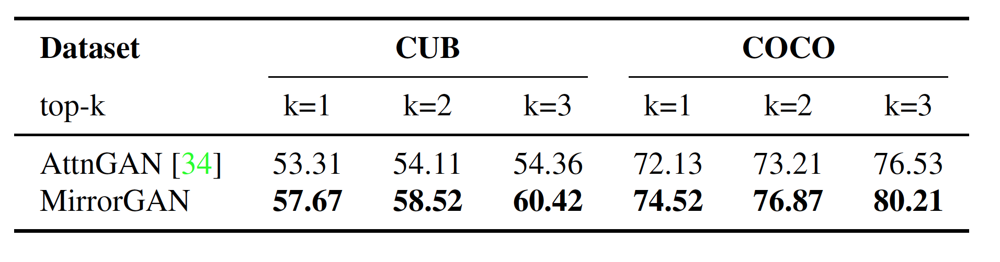 Dataset CUB COCO
top-k k=1 k=2 k=3 k=1 k=2 k=3
AttnGAN [34] 53.31 54.11 54.36 72.13 73.21 76.53
MirrorGAN 57.67 58.52 60.42 74.52 76.87 80.21